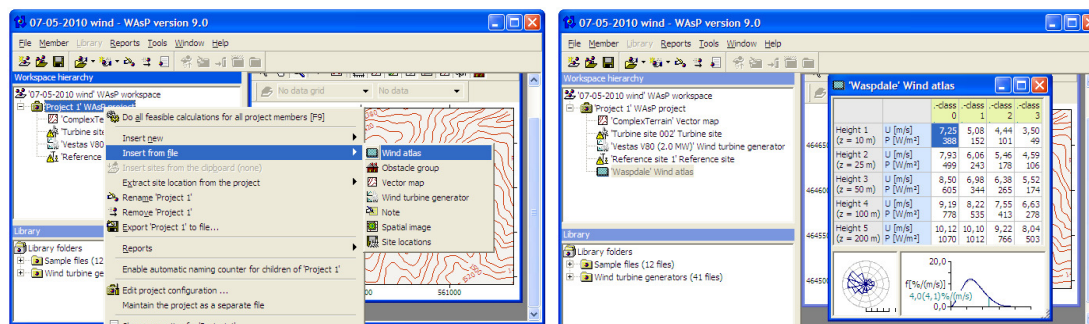 07-05-2010 wind - WAsP version 9.0
File Member Library Reports Tools Window Help
Workspace hierarchy
'07-05-2010 wind' WAsP workspace
'Project 1' WAsP project
'ComplexTe
'Turbine site
'Vestas V80
'Reference
No data grid
No data
Do all feasible calculations for all project members [F9]
Insert new
Insert from file
Insert sites from the clipboard (none)
Extract site location from the project
Rename 'Project 1'
Remove 'Project 1'
Export 'Project 1' to file...
Reports
Enable automatic naming counter for children of 'Project 1'
Edit project configuration ...
Maintain the project as a separate file
Wind atlas
Obstacle group
Vector map
Wind turbine generator
Note
Spatial image
Site locations
Library
Library folders
Sample files (12
Wind turbine ge
561000
07-05-2010 wind - WAsP version 9.0
File Member Library Reports Tools Window Help
Workspace hierarchy
'07-05-2010 wind' WAsP workspace
'Project 1' WAsP project
'ComplexTerrain' Vector map
'Turbine site 002' Turbine site
'Vestas V80 (2.0 MW)' Wind turbine generator
'Reference site 1' Reference site
'Waspdale' Wind atlas
Library
Library folders
Sample files (12 files)
Wind turbine generators (41 files)
'Waspdale' Wind atlas
.-class 0 .-class 1 .-class 2 .-class 3
Height 1 U [m/s] 7,25 5,08 4,44 3,50
(z = 10 m) P [W/m²] 388 152 101 49
Height 2 U [m/s] 7,93 6,06 5,46 4,59
(z = 25 m) P [W/m²] 499 243 178 106
Height 3 U [m/s] 8,50 6,98 6,38 5,52
(z = 50 m) P [W/m²] 605 344 265 174
Height 4 U [m/s] 9,19 8,22 7,55 6,63
(z = 100 m) P [W/m²] 778 535 413 278
Height 5 U [m/s] 10,12 10,10 9,22 8,04
(z = 200 m) P [W/m²] 1070 1012 766 503
20,0
f[%/(m/s)]
4,0(4,1)%/(m/s)
0,0